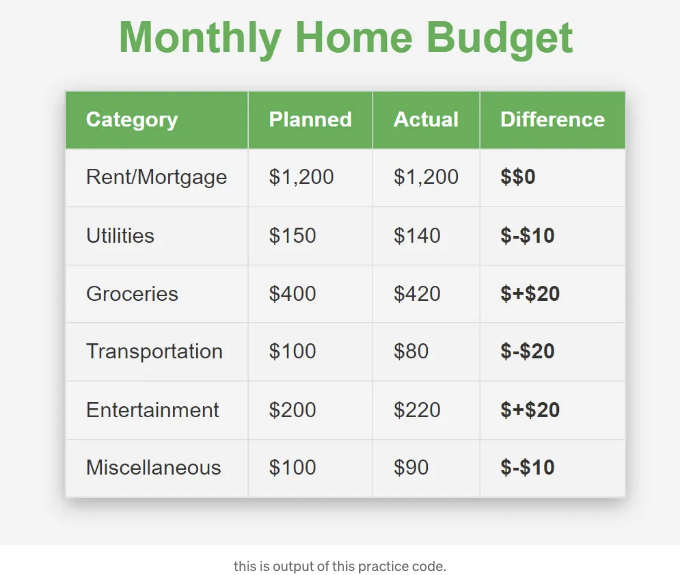 Monthly Home Budget
Category Planned Actual Difference
Rent/Mortgage $1,200 $1,200 $$0
Utilities $150 $140 $-$10
Groceries $400 $420 $+$20
Transportation $100 $80 $-$20
Entertainment $200 $220 $+$20
Miscellaneous $100 $90 $-$10
this is output of this practice code.